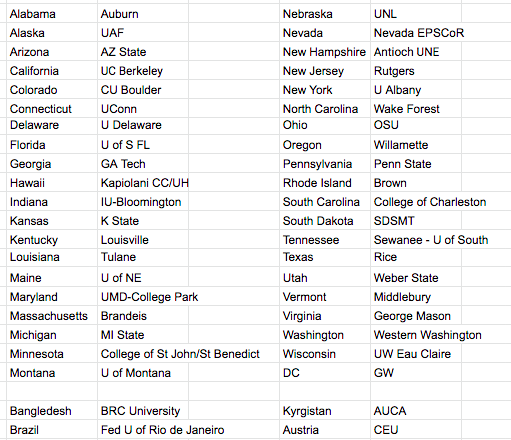 Alabama Auburn Nebraska UNL
Alaska UAF Nevada Nevada EPSCoR
Arizona AZ State New Hampshire Antioch UNE
California UC Berkeley New Jersey Rutgers
Colorado CU Boulder New York U Albany
Connecticut UConn North Carolina Wake Forest
Delaware U Delaware Ohio OSU
Florida U of S FL Oregon Willamette
Georgia GA Tech Pennsylvania Penn State
Hawaii Kapiolani CC/UH Rhode Island Brown
Indiana IU-Bloomington South Carolina College of Charleston
Kansas K State South Dakota SDSMT
Kentucky Louisville Tennessee Sewanee - U of South
Louisiana Tulane Texas Rice
Maine U of NE Utah Weber State
Maryland UMD-College Park Vermont Middlebury
Massachusetts Brandeis Virginia George Mason
Michigan MI State Washington Western Washington
Minnesota College of St John/St Benedict Wisconsin UW Eau Claire
Montana U of Montana DC GW
Bangledesh BRC University Kyrgistan AUCA
Brazil Fed U of Rio de Janeiro Austria CEU